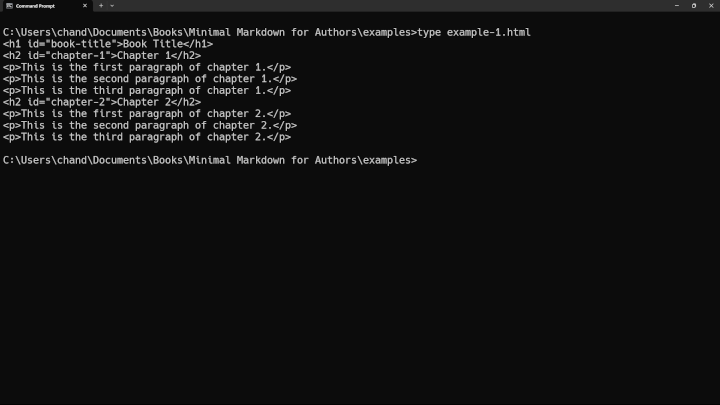 Command Prompt
C:\Users\chand\Documents\Books\Minimal Markdown for Authors\examples>type example-1.html
<h1 id="book-title">Book Title</h1>
<h2 id="chapter-1">Chapter 1</h2>
<p>This is the first paragraph of chapter 1.</p>
<p>This is the second paragraph of chapter 1.</p>
<p>This is the third paragraph of chapter 1.</p>
<h2 id="chapter-2">Chapter 2</h2>
<p>This is the first paragraph of chapter 2.</p>
<p>This is the second paragraph of chapter 2.</p>
<p>This is the third paragraph of chapter 2.</p>
C:\Users\chand\Documents\Books\Minimal Markdown for Authors\examples>